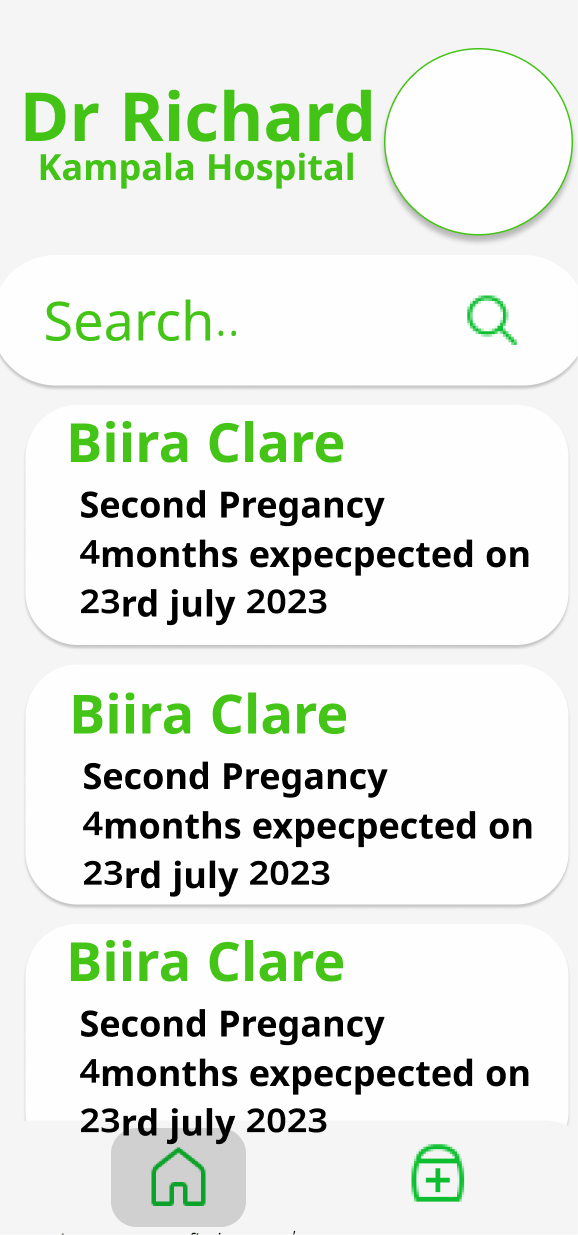 Dr Richard
Kampala Hospital
Search..
Biira Clare
Second Pregancy
4months expecpected on
23rd july 2023
Biira Clare
Second Pregancy
4months expecpected on
23rd july 2023
Biira Clare
Second Pregancy
4months expecpected on
23rd july 2023